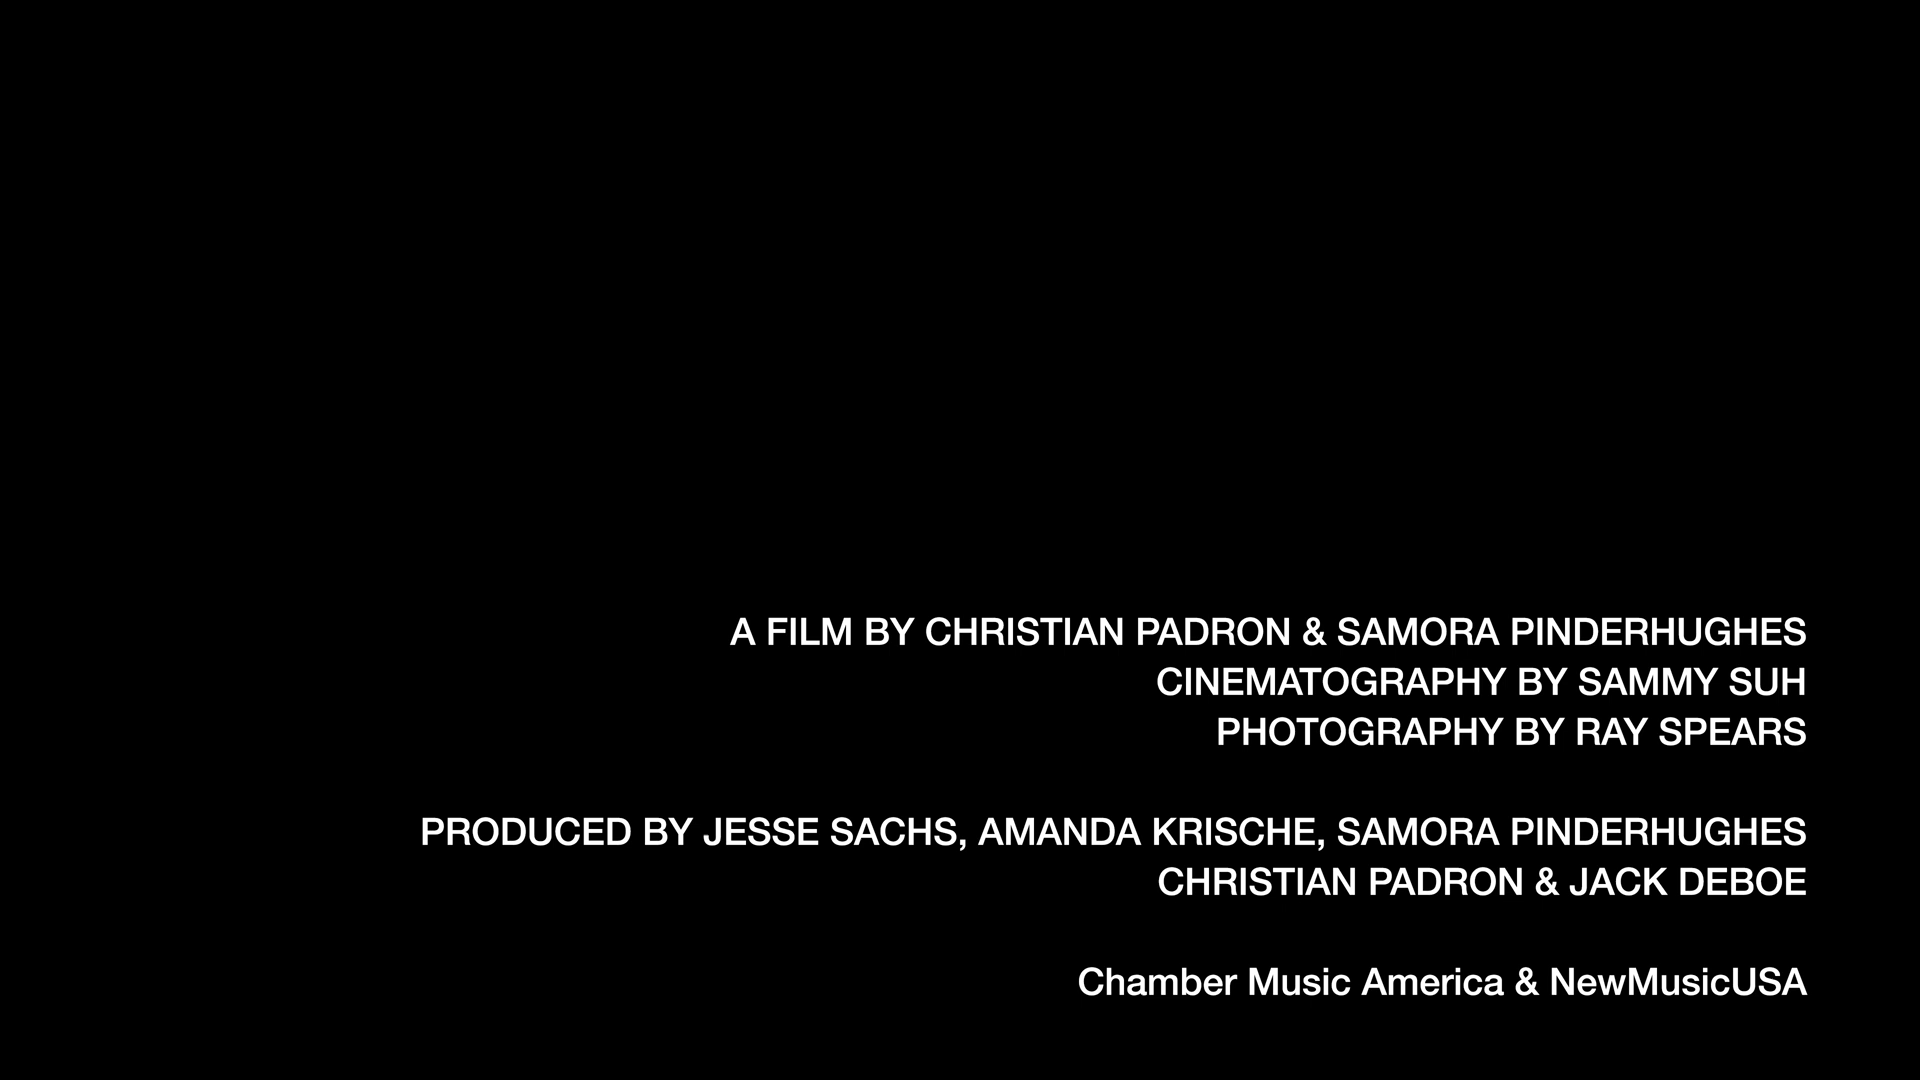 A FILM BY CHRISTIAN PADRON & SAMORA PINDERHUGHES
CINEMATOGRAPHY BY SAMMY SUH
PHOTOGRAPHY BY RAY SPEARS
PRODUCED BY JESSE SACHS, AMANDA KRISCHE, SAMORA PINDERHUGHES
CHRISTIAN PADRON & JACK DEBOE
Chamber Music America & NewMusicUSA